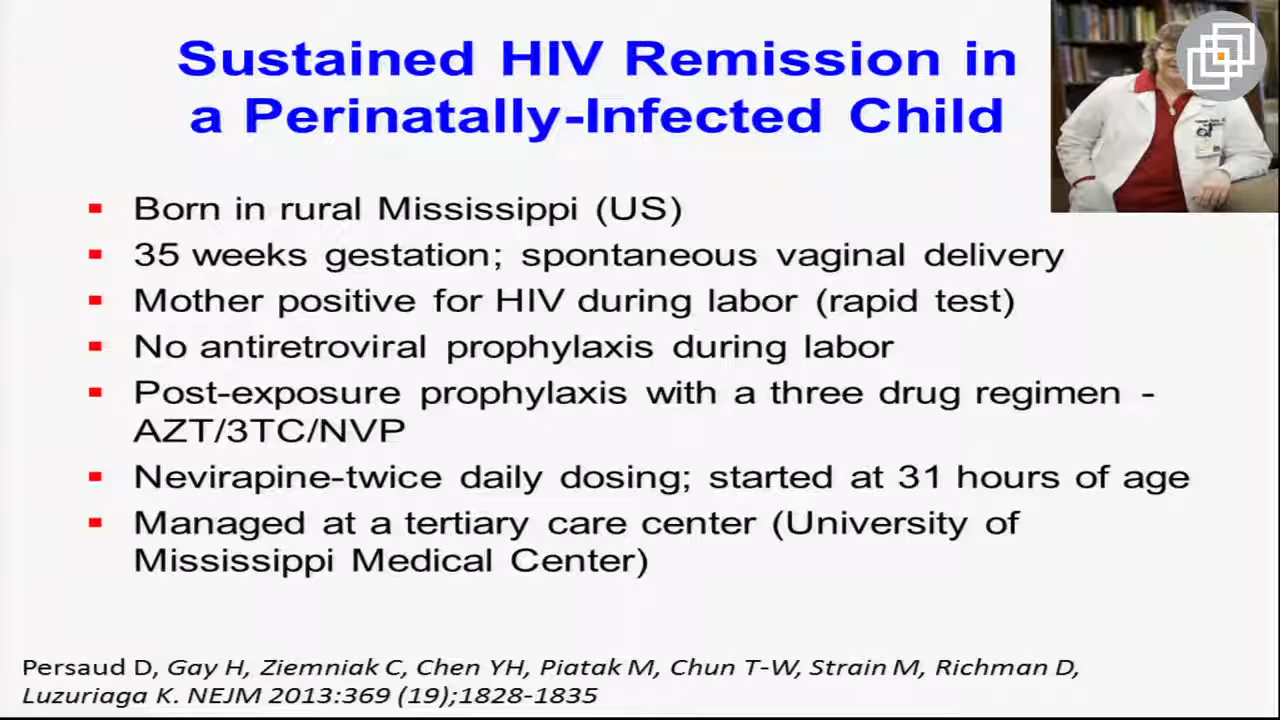 Sustained HIV Remission in
a Perinatally-Infected Child
Born in rural Mississippi (US)
35 weeks gestation; spontaneous vaginal delivery
Mother positive for HIV during labor (rapid test)
No antiretroviral prophylaxis during labor
Post-exposure prophylaxis with a three drug regimen -
AZT/3TC/NVP
Nevirapine-twice daily dosing; started at 31 hours of age
Managed at a tertiary care center (University of
Mississippi Medical Center)
Persaud D, Gay H, Ziemniak C, Chen YH, Piatak M, Chun T-W, Strain M, Richman D,
Luzuriaga K. NEJM 2013:369 (19);1828-1835